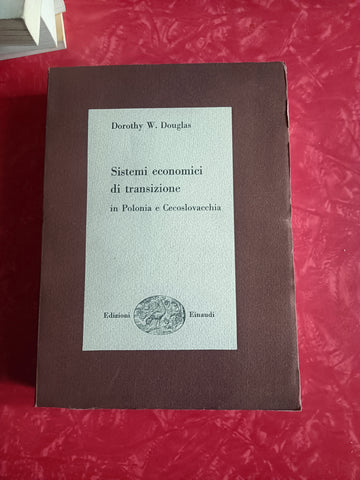 Dorothy W. Douglas
Sistemi economici
di transizione
in Polonia e Cecoslovacchia
Edizioni Einaudi